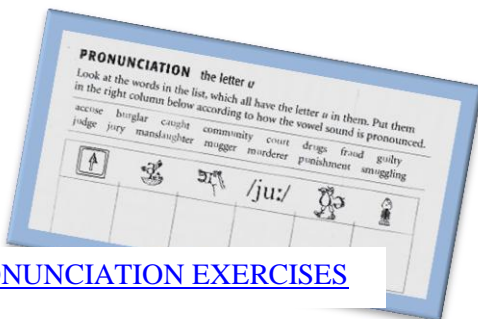 PRONUNCIATION the letter u
Look at the words in the list, which all have the letter u in them. Put them
in the right column below according to how the vowel sound is pronounced.
accuse burglar caught community court drugs fraud guilty
judge jury manslaughter mugger murderer punishment smuggling
/juː/
ONUNCIATION EXERCISES